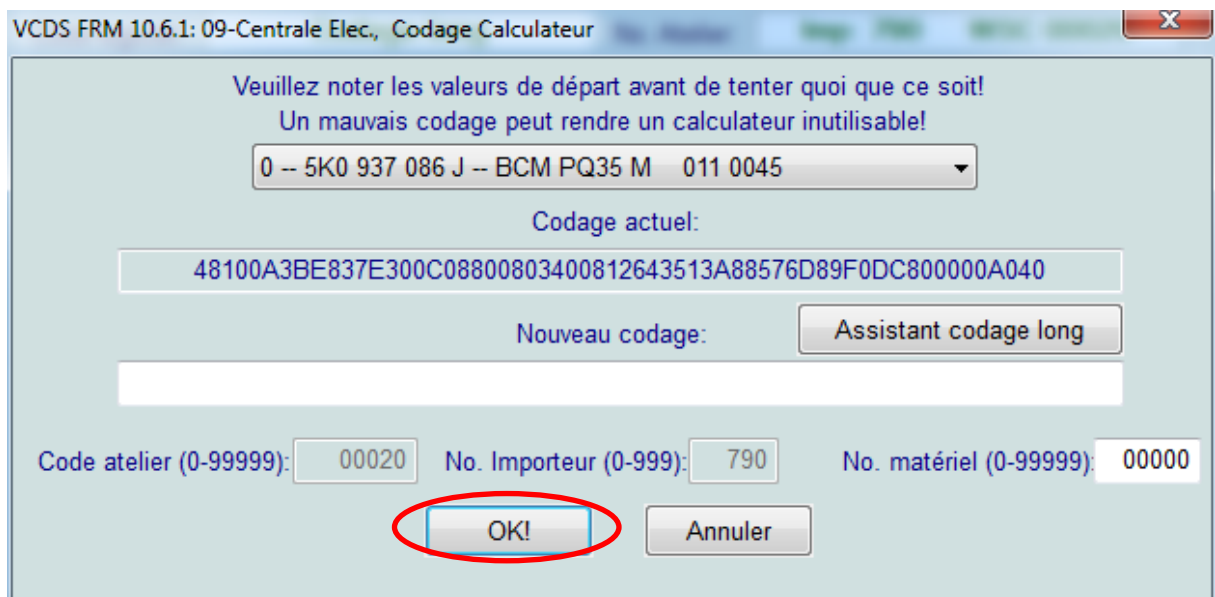 VCDS FRM 10.6.1: 09-Centrale Elec., Codage Calculateur
Veuillez noter les valeurs de départ avant de tenter quoi que ce soit!
Un mauvais codage peut rendre un calculateur inutilisable!
0 -- 5K0 937 086 J -- BCM PQ35 M 011 0045
Codage actuel:
48100A3BE837E300C08800803400812643513A88576D89F0DC800000A040
Nouveau codage:
Assistant codage long
Code atelier (0-99999): 00020 No. Importeur (0-999): 790 No. matériel (0-99999): 00000
OK! Annuler